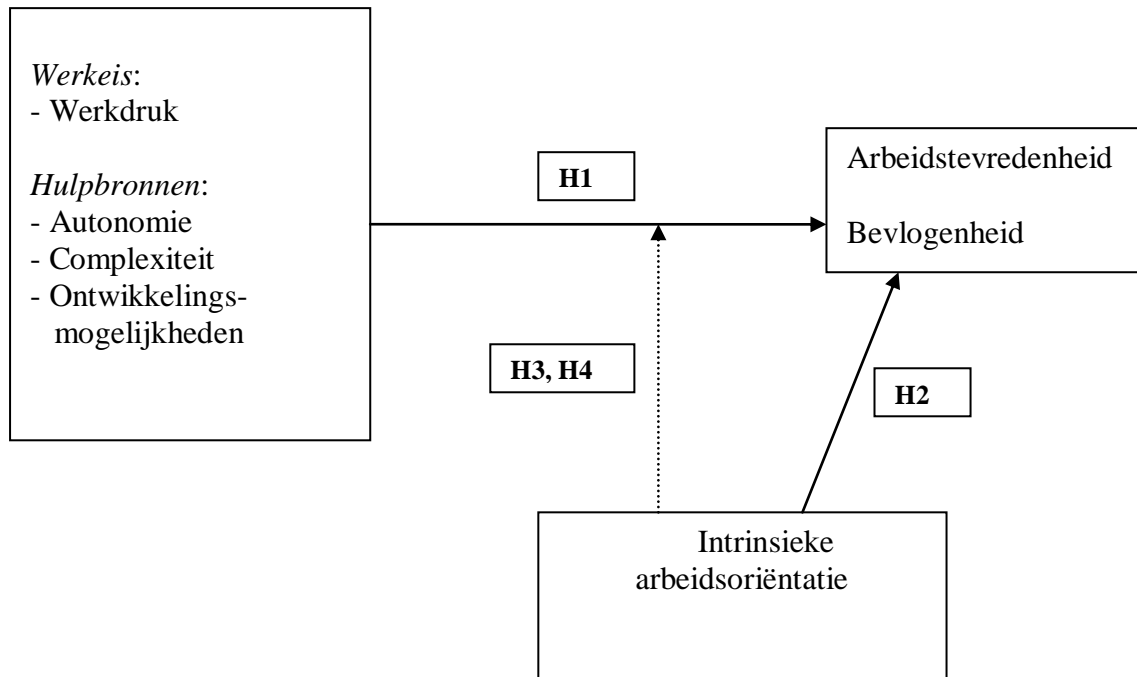 Werkeis:
- Werkdruk
Hulpbronnen:
- Autonomie
- Complexiteit
- Ontwikkelings-
mogelijkheden
H1
Arbeidstevredenheid
Bevlogenheid
H3, H4
H2
Intrinsieke
arbeidsoriëntatie